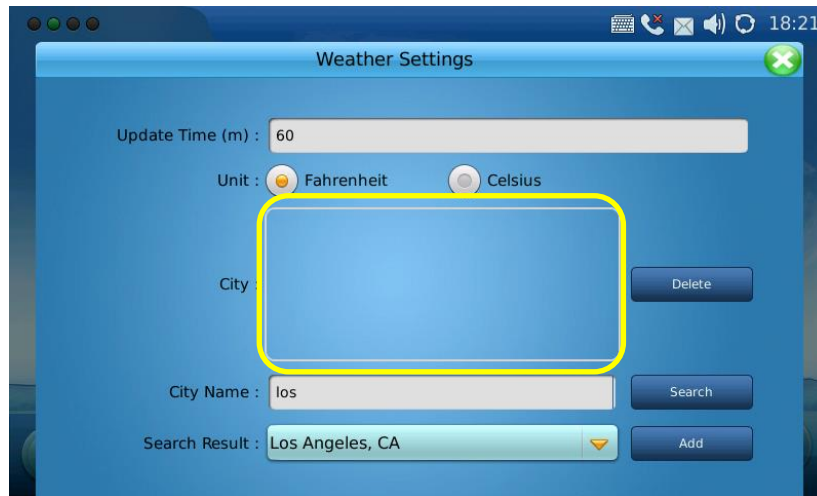 18:21
Weather Settings
Update Time (m) : 60
Unit : Fahrenheit Celsius
City : Delete
City Name : los Search
Search Result : Los Angeles, CA Add